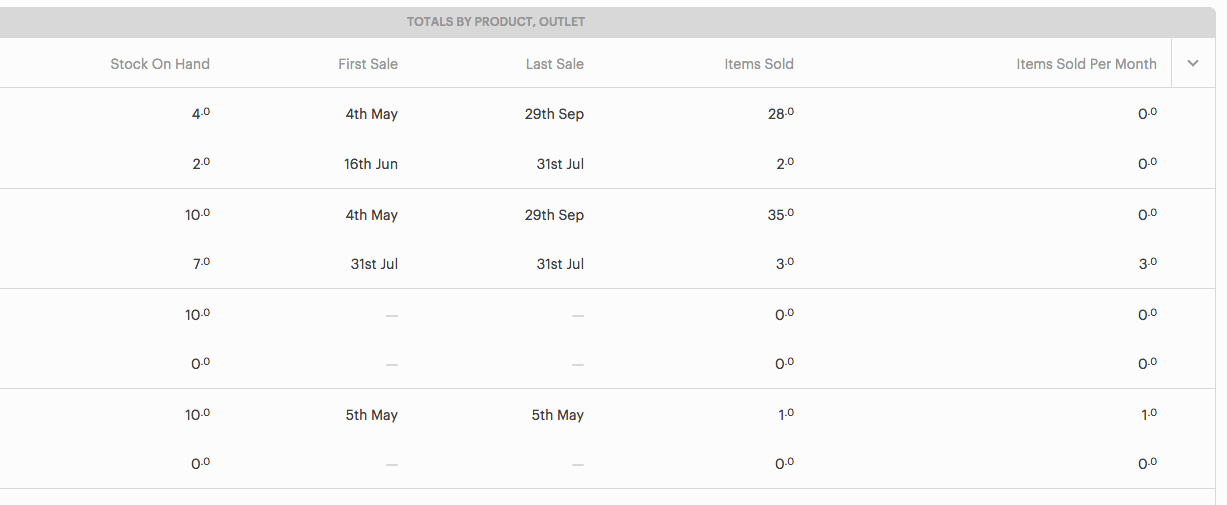 TOTALS BY PRODUCT, OUTLET
Stock On Hand First Sale Last Sale Items Sold Items Sold Per Month
4.0 4th May 29th Sep 28.0 0.0
2.0 16th Jun 31st Jul 2.0 0.0
10.0 4th May 29th Sep 35.0 0.0
7.0 31st Jul 31st Jul 3.0 3.0
10.0 — — 0.0 0.0
0.0 — — 0.0 0.0
10.0 5th May 5th May 1.0 1.0
0.0 — — 0.0 0.0